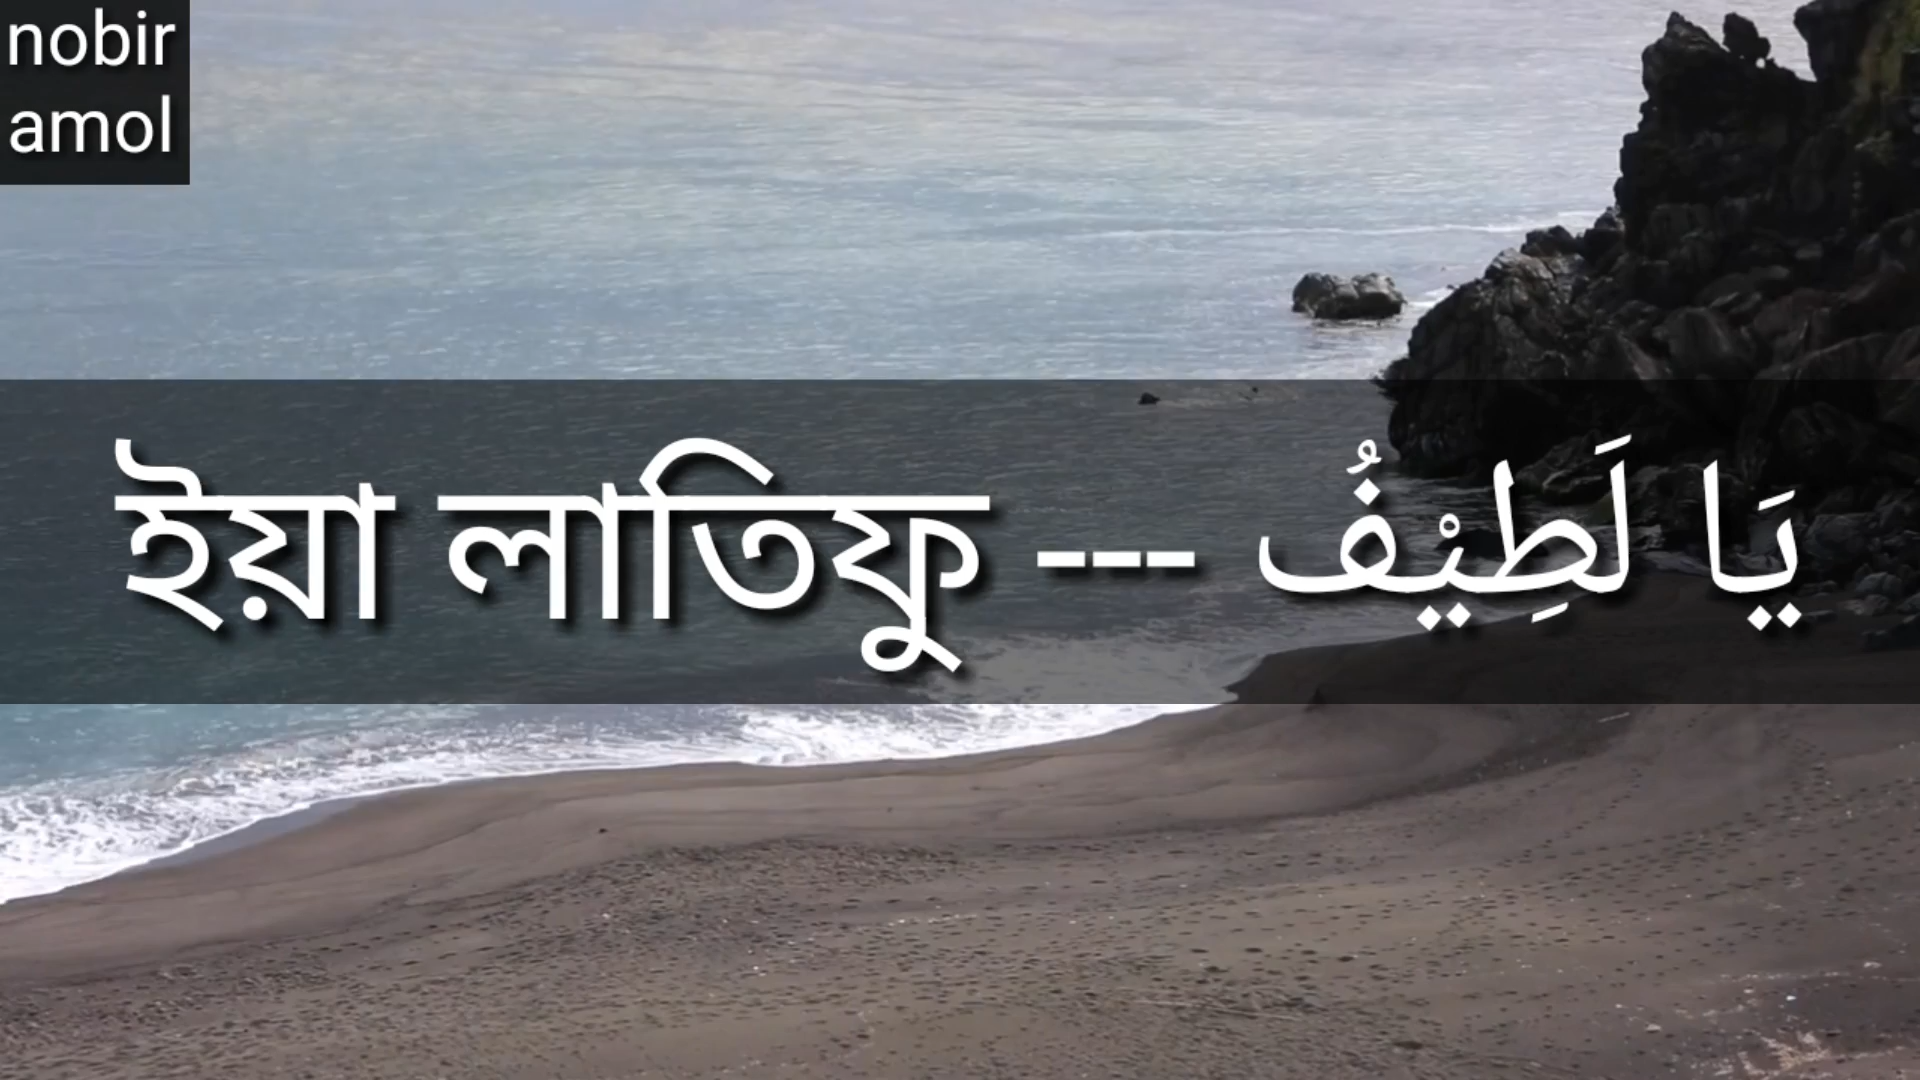 nobir
amol
ইয়া লাতিফু --- يَا لَطِيْفُ